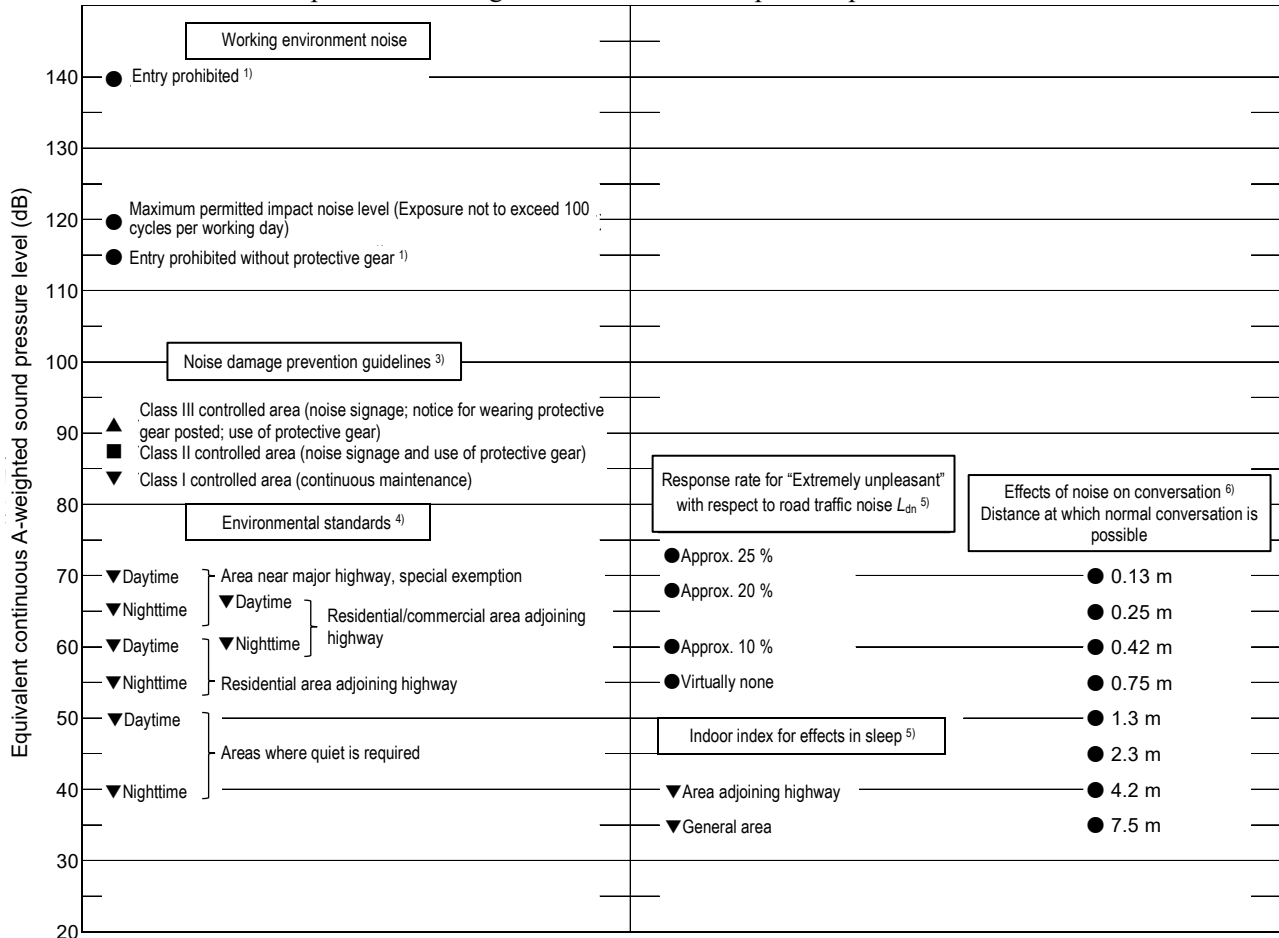 Working environment noise
140
Entry prohibited 1)
130
Maximum permitted impact noise level (Exposure not to exceed 100
120
cycles per working day)
Entry prohibited without protective gear 1)
110
100
Noise damage prevention guidelines 3)
Class III controlled area (noise signage; notice for wearing protective
gear posted; use of protective gear)
90
Class II controlled area (noise signage and use of protective gear)
Class I controlled area (continuous maintenance)
80
Environmental standards 4)
70
Daytime
Area near major highway, special exemption
Nighttime
Daytime
Residential/commercial area adjoining
highway
60
Daytime
Nighttime
Nighttime
Residential area adjoining highway
50
Daytime
Areas where quiet is required
40
Nighttime
30
20
Equivalent continuous A-weighted sound pressure level (dB)
Response rate for “Extremely unpleasant”
with respect to road traffic noise Ldn 5)
Approx. 25 %
Approx. 20 %
Approx. 10 %
Virtually none
Indoor index for effects in sleep 5)
Area adjoining highway
General area
Effects of noise on conversation 6)
Distance at which normal conversation is
possible
0.13 m
0.25 m
0.42 m
0.75 m
1.3 m
2.3 m
4.2 m
7.5 m